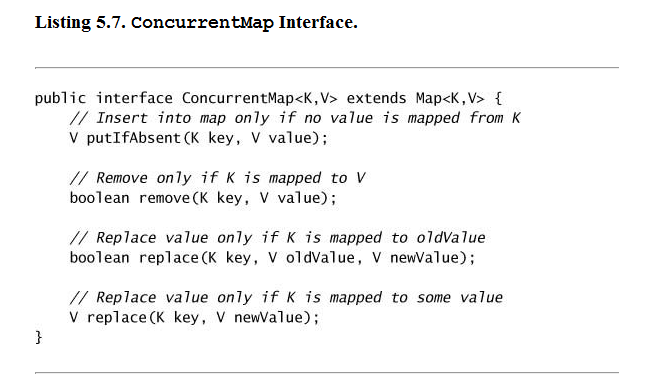 Listing 5.7. ConcurrentMap Interface.
public interface ConcurrentMap<K,V> extends Map<K,V> {
// Insert into map only if no value is mapped from K
V putIfAbsent(K key, V value);
// Remove only if K is mapped to V
boolean remove(K key, V value);
// Replace value only if K is mapped to oldValue
boolean replace(K key, V oldValue, V newValue);
// Replace value only if K is mapped to some value
V replace(K key, V newValue);
}